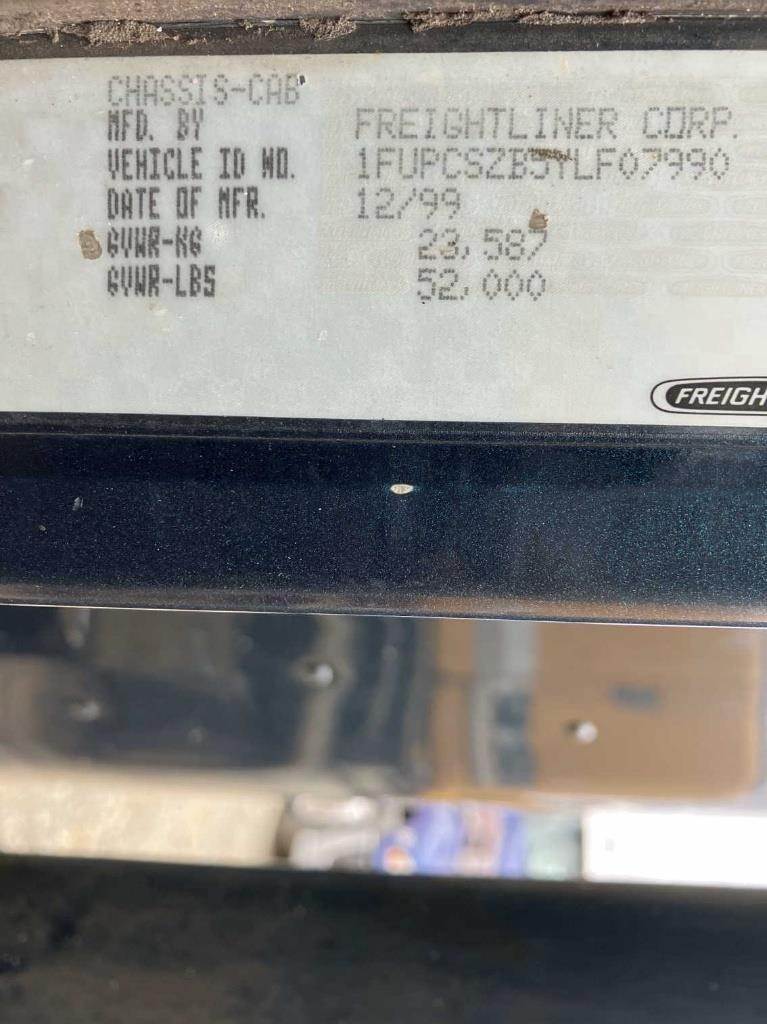 CHASSIS-CAB
MFD. BY FREIGHTLINER CORP.
VEHICLE ID NO. 1FUPCSZB5YLF07990
DATE OF MFR. 12/99
GVWR-KG 23,587
GVWR-LBS 52,000
FREIGH